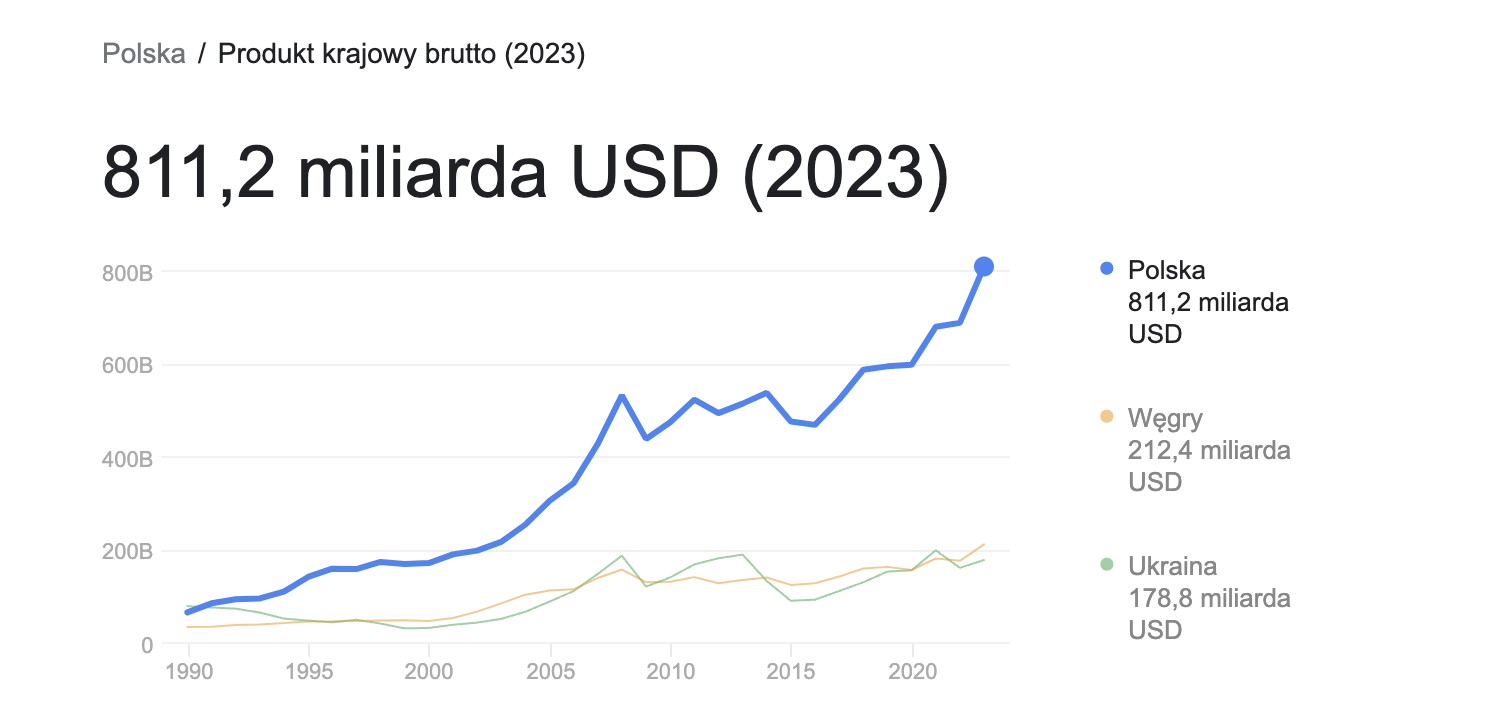 Polska / Produkt krajowy brutto (2023)
811,2 miliarda USD (2023)
800B
600B
400B
200B
0
1990 1995 2000 2005 2010 2015 2020
Polska
811,2 miliarda
USD
Węgry
212,4 miliarda
USD
Ukraina
178,8 miliarda
USD